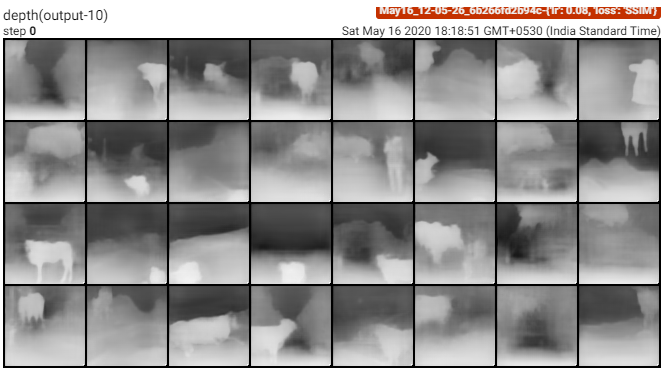 depth(output-10)
May16_12-05-26_6b266fd2b94c-{'lr': 0.08, 'loss': 'SSIM'}
step 0
Sat May 16 2020 18:18:51 GMT+0530 (India Standard Time)